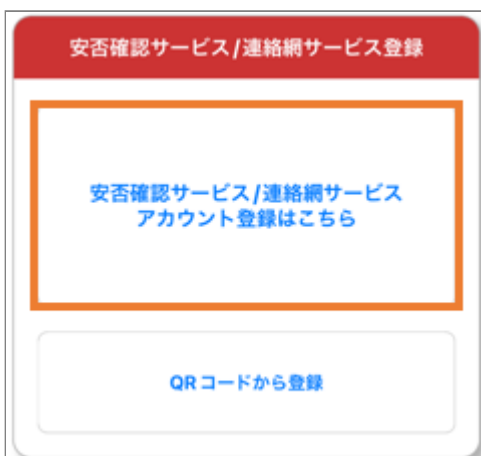 安否確認サービス/連絡網サービス登録
安否確認サービス/連絡網サービス
アカウント登録はこちら
QRコードから登録